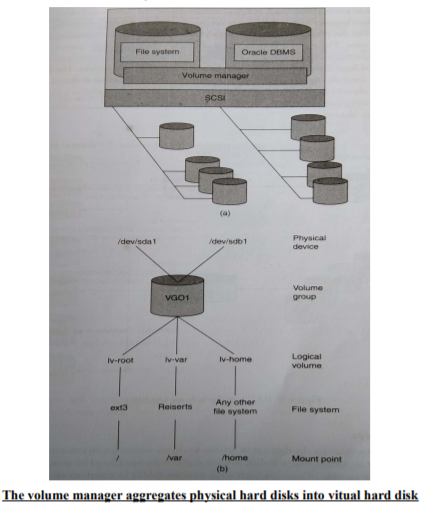 File system Oracle DBMS
Volume manager
SCSI
(a)
/dev/sda1 /dev/sdb1 Physical
device
VGO1 Volume
group
lv-root lv-var lv-home Logical
volume
ext3 Reiserts Any other
file system File system
/ /var /home Mount point
(b)
The volume manager aggregates physical hard disks into vitual hard disk